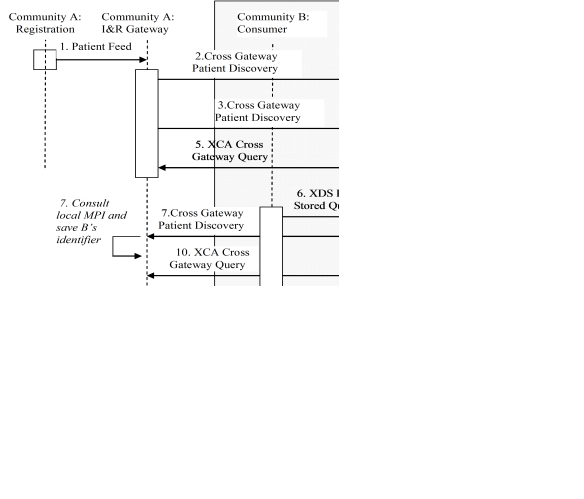 Community A:
Registration
Community A:
I&R Gateway
Community B:
Consumer
1. Patient Feed
2.Cross Gateway
Patient Discovery
3.Cross Gateway
Patient Discovery
5. XCA Cross
Gateway Query
6. XDS
Stored
7. Consult
local MPI and
save B's
identifier
7.Cross Gateway
Patient Discovery
10. XCA Cross
Gateway Query